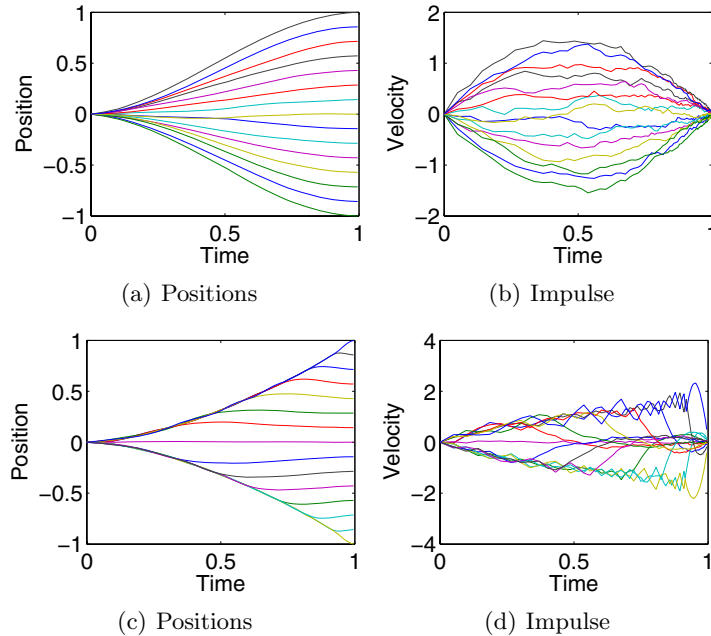 1
0.5
0
−0.5
−1
Position
0
0.5
1
Time
(a) Positions
2
1
0
−1
−2
Velocity
0
0.5
1
Time
(b) Impulse
1
0.5
0
−0.5
−1
Position
0
0.5
1
Time
(c) Positions
4
2
0
−2
−4
Velocity
0
0.5
1
Time
(d) Impulse